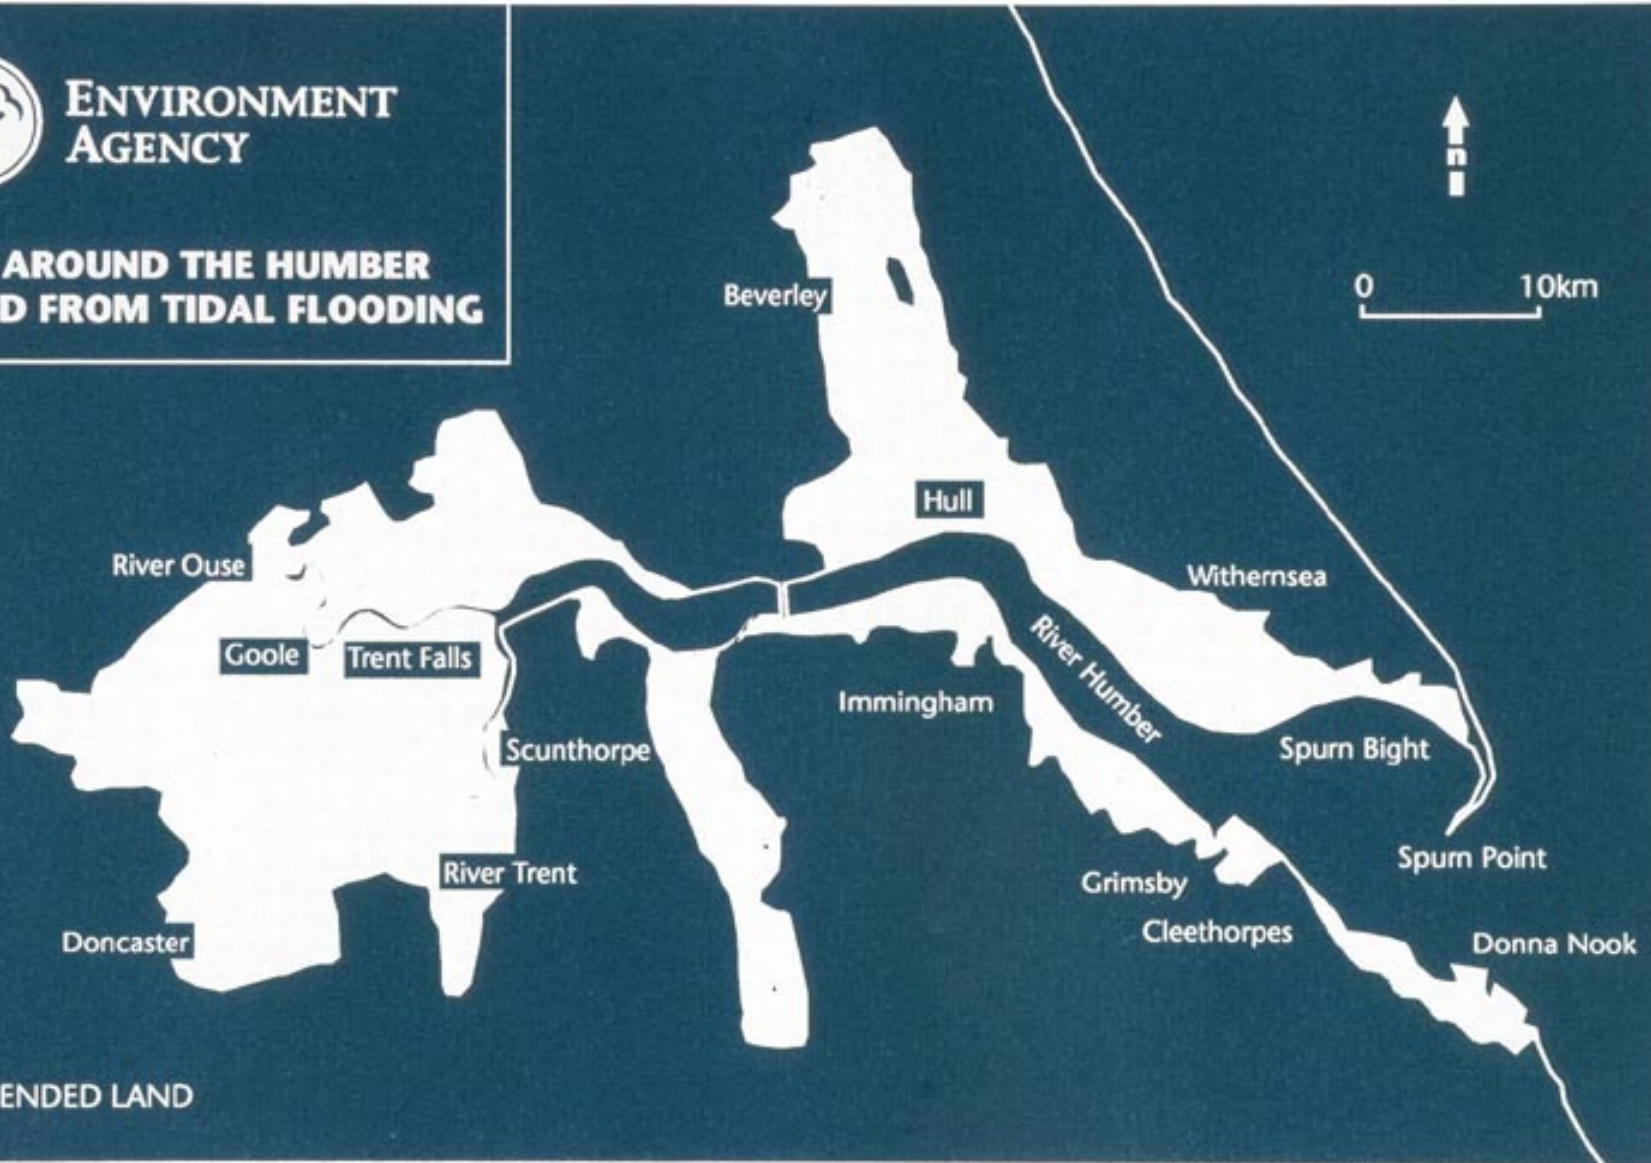 ENVIRONMENT
AGENCY
AROUND THE HUMBER
D FROM TIDAL FLOODING
n
0 10km
Beverley
Hull
River Ouse
Withernsea
Goole
Trent Falls
River Humber
Immingham
Scunthorpe
Spurn Bight
Spurn Point
River Trent
Grimsby
Cleethorpes
Doncaster
Donna Nook
ENDED LAND